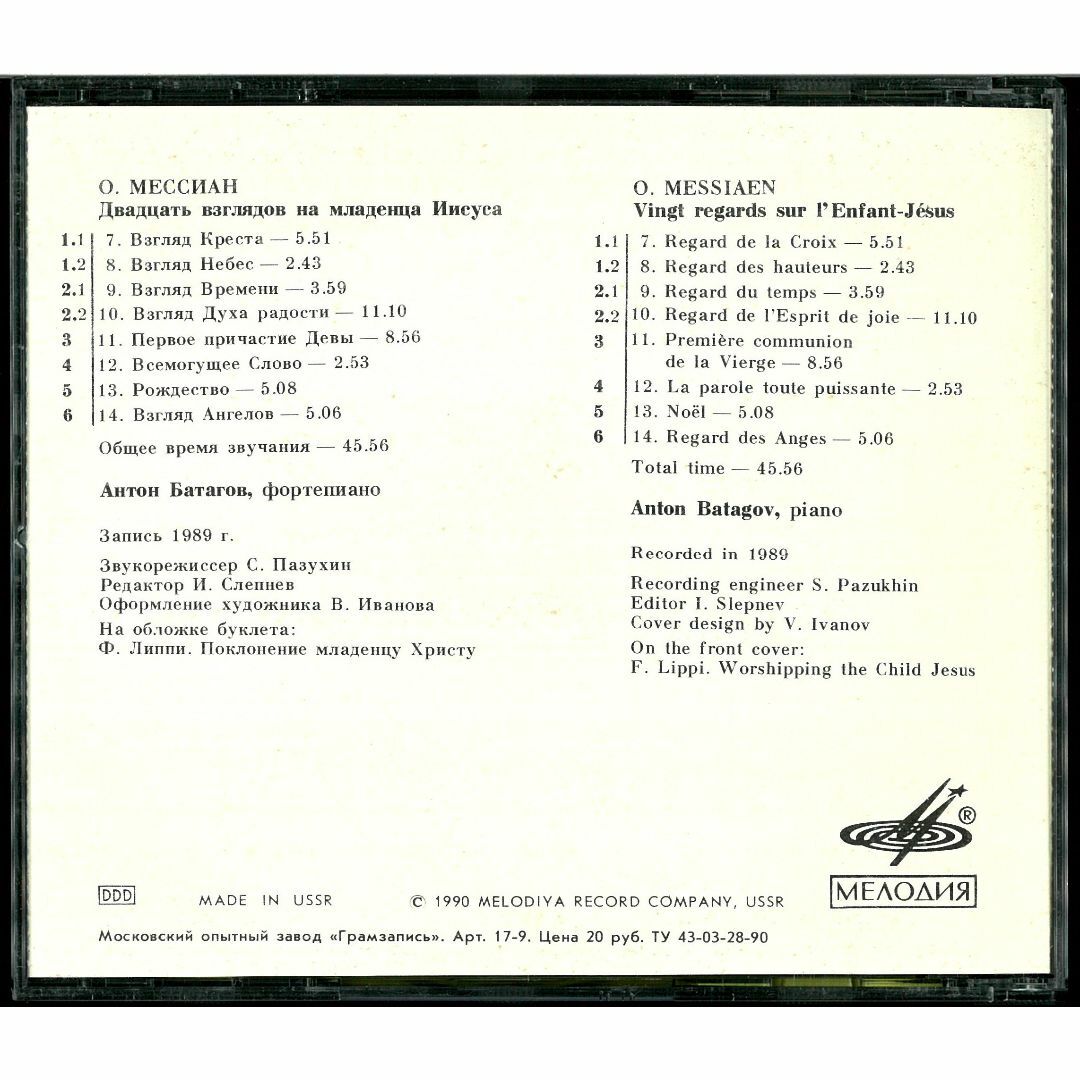 О. МЕССИАН
Двадцать взглядов на младенца Иисуса
1.1 7. Взгляд Креста — 5.51
1.2 8. Взгляд Небес — 2.43
2.1 9. Взгляд Времени — 3.59
2.2 10. Взгляд Духа радости — 11.10
3 11. Первое причастие Девы — 8.56
4 12. Всемогущее Слово — 2.53
5 13. Рождество — 5.08
6 14. Взгляд Ангелов — 5.06
Общее время звучания — 45.56
Антон Батагов, фортепиано
Запись 1989 г.
Звукорежиссер С. Пазухин
Редактор И. Слепнев
Оформление художника В. Иванова
На обложке буклета:
Ф. Липпи. Поклонение младенцу Христу
O. MESSIAEN
Vingt regards sur l'Enfant-Jésus
1.1 7. Regard de la Croix — 5.51
1.2 8. Regard des hauteurs — 2.43
2.1 9. Regard du temps — 3.59
2.2 10. Regard de l'Esprit de joie — 11.10
3 11. Première communion
de la Vierge — 8.56
4 12. La parole toute puissante — 2.53
5 13. Noël — 5.08
6 14. Regard des Anges — 5.06
Total time — 45.56
Anton Batagov, piano
Recorded in 1989
Recording engineer S. Pazukhin
Editor I. Slepnev
Cover design by V. Ivanov
On the front cover:
F. Lippi. Worshipping the Child Jesus
®
МЕЛОДИЯ
DDD MADE IN USSR © 1990 MELODIYA RECORD COMPANY, USSR
Московский опытный завод «Грамзапись». Арт. 17-9. Цена 20 руб. ТУ 43-03-28-90